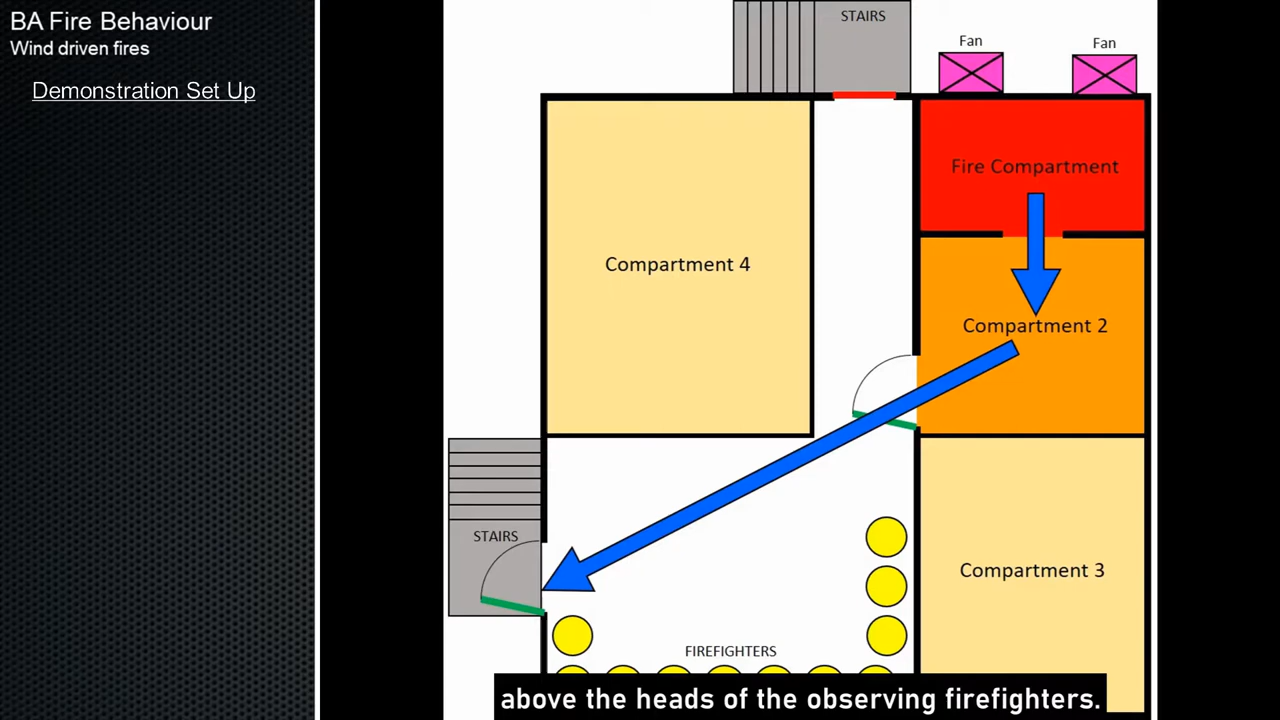 BA Fire Behaviour
Wind driven fires
Demonstration Set Up
STAIRS
Fan
Fan
Fire Compartment
Compartment 4
Compartment 2
STAIRS
Compartment 3
FIREFIGHTERS
above the heads of the observing firefighters.